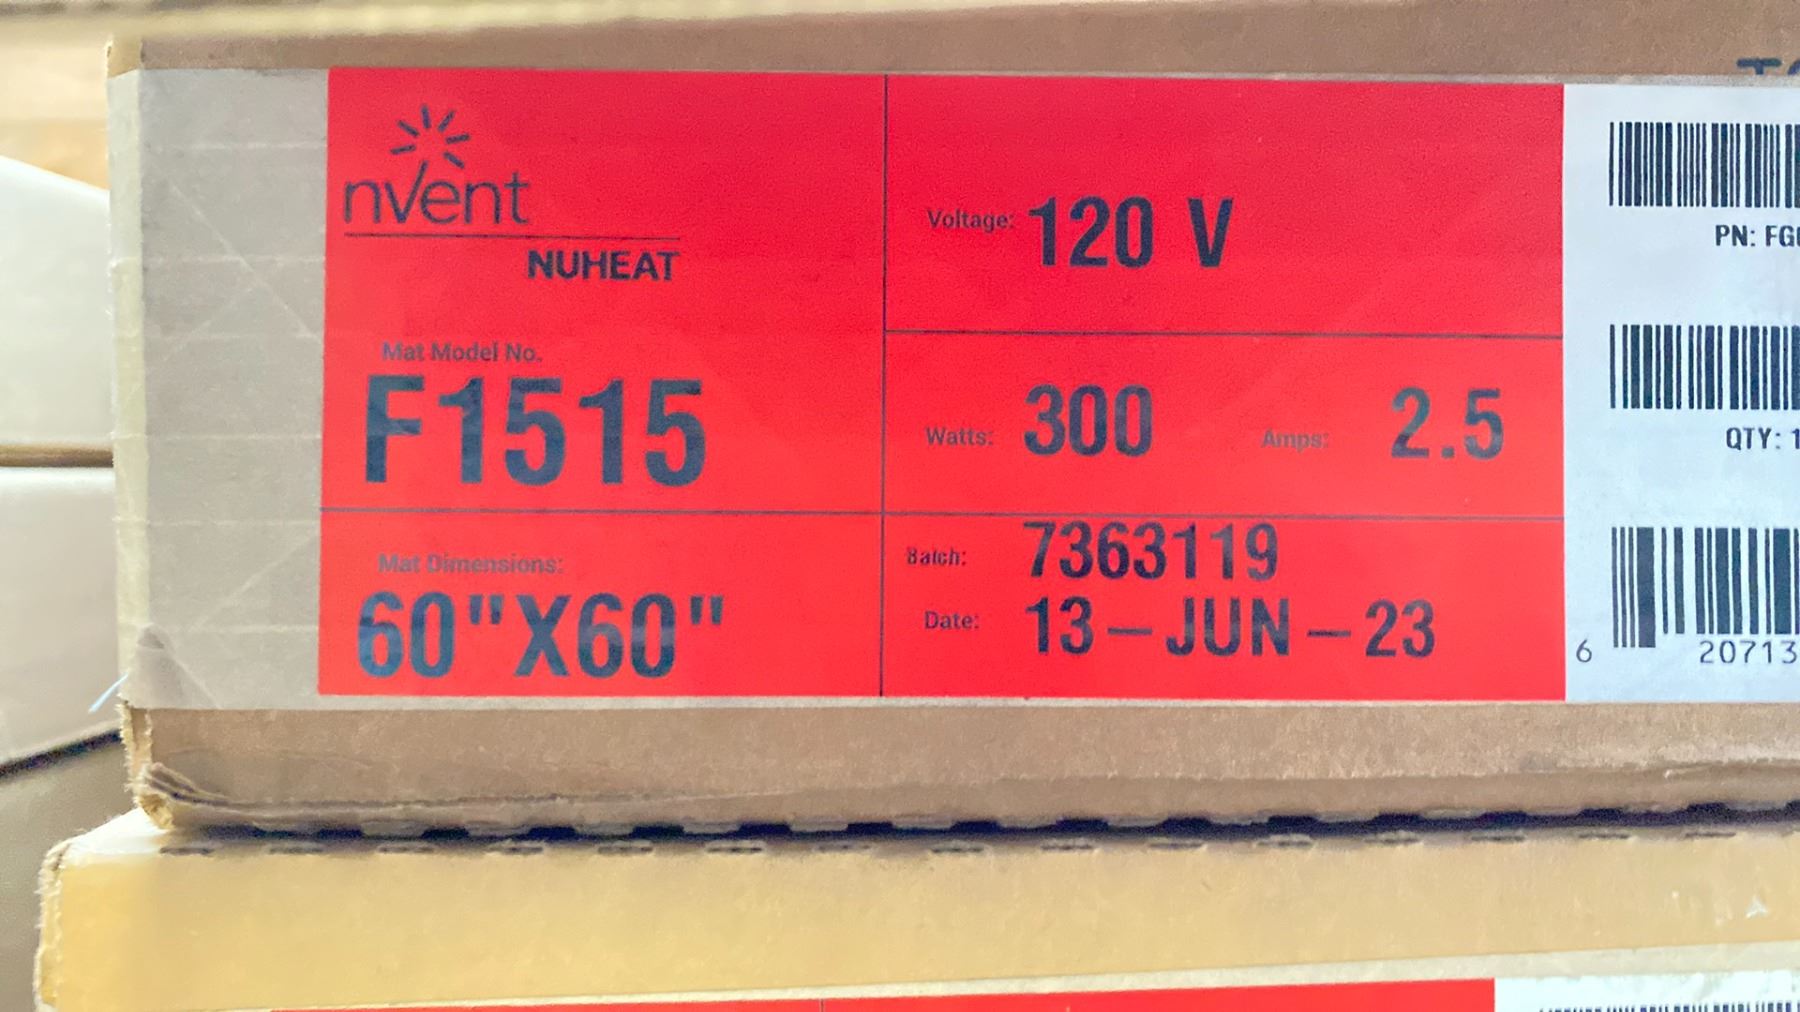 nVent
NUHEAT
Mat Model No.
F1515
Mat Dimensions:
60"X60"
Voltage: 120 V
Watts: 300 Amps: 2.5
Batch: 7363119
Date: 13-JUN-23
PN: FG
QTY: 1
6 20713